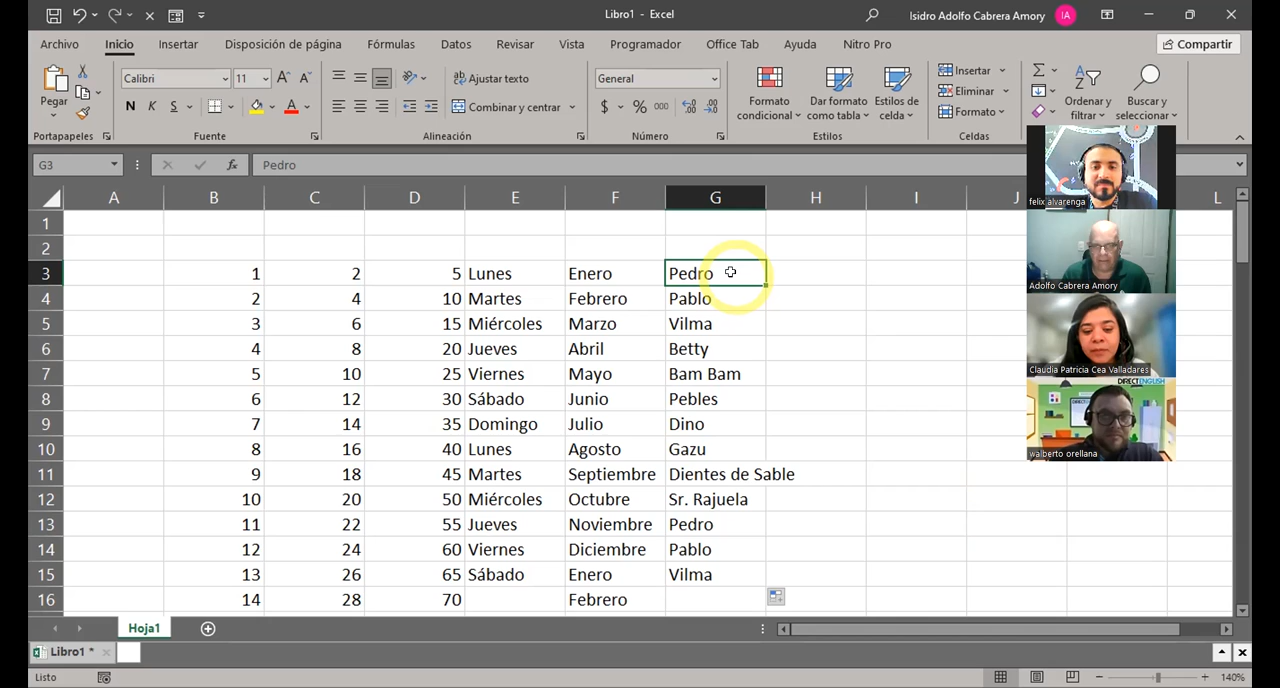 Libro1 - Excel
Isidro Adolfo Cabrera Amory IA
Archivo Inicio Insertar Disposición de página Fórmulas Datos Revisar Vista Programador Office Tab Ayuda Nitro Pro Compartir
Pegar
Calibri 11
N K S
Ajustar texto
Combinar y centrar
General
$ % 000
Formato condicional
Dar formato como tabla
Estilos de celda
Insertar
Eliminar
Formato
Ordenar y filtrar
Buscar y seleccionar
Portapapeles Fuente Alineación Número Estilos Celdas
G3 fx Pedro
A B C D E F G H I J L
1
2
3 1 2 5 Lunes Enero Pedro
4 2 4 10 Martes Febrero Pablo
5 3 6 15 Miércoles Marzo Vilma
6 4 8 20 Jueves Abril Betty
7 5 10 25 Viernes Mayo Bam Bam
8 6 12 30 Sábado Junio Pebles
9 7 14 35 Domingo Julio Dino
10 8 16 40 Lunes Agosto Gazu
11 9 18 45 Martes Septiembre Dientes de Sable
12 10 20 50 Miércoles Octubre Sr. Rajuela
13 11 22 55 Jueves Noviembre Pedro
14 12 24 60 Viernes Diciembre Pablo
15 13 26 65 Sábado Enero Vilma
16 14 28 70 Febrero
felix alvarenga
Adolfo Cabrera Amory
Claudia Patricia Cea Valladares
DIRECTENGLISH
walberto orellana
Hoja1
Libro1 *
Listo
140%